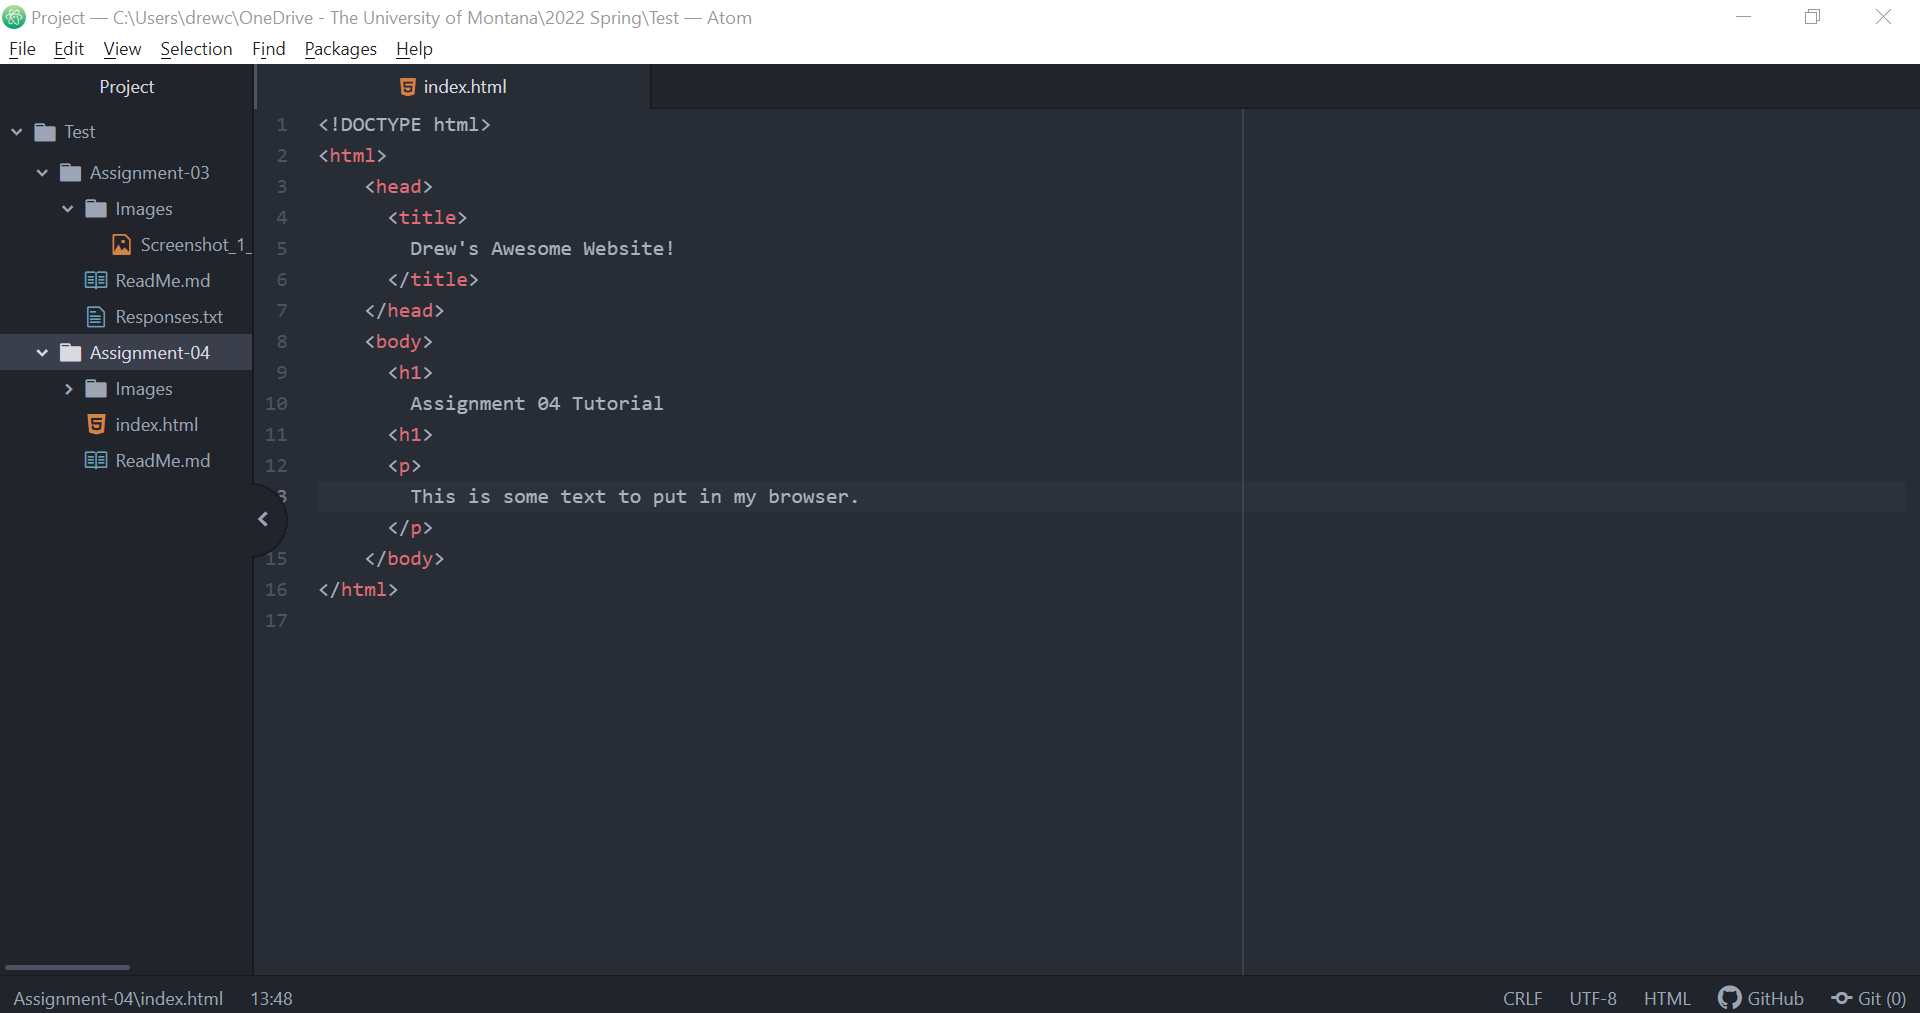 Project — C:\Users\drewc\OneDrive - The University of Montana\2022 Spring\Test — Atom
File Edit View Selection Find Packages Help
Project
Test
Assignment-03
Images
Screenshot_1_
ReadMe.md
Responses.txt
Assignment-04
Images
index.html
ReadMe.md
index.html
1 <!DOCTYPE html>
2 <html>
3 <head>
4 <title>
5 Drew's Awesome Website!
6 </title>
7 </head>
8 <body>
9 <h1>
10 Assignment 04 Tutorial
11 <h1>
12 <p>
3 This is some text to put in my browser.
</p>
15 </body>
16 </html>
17
Assignment-04\index.html 13:48
CRLF UTF-8 HTML GitHub Git (0)